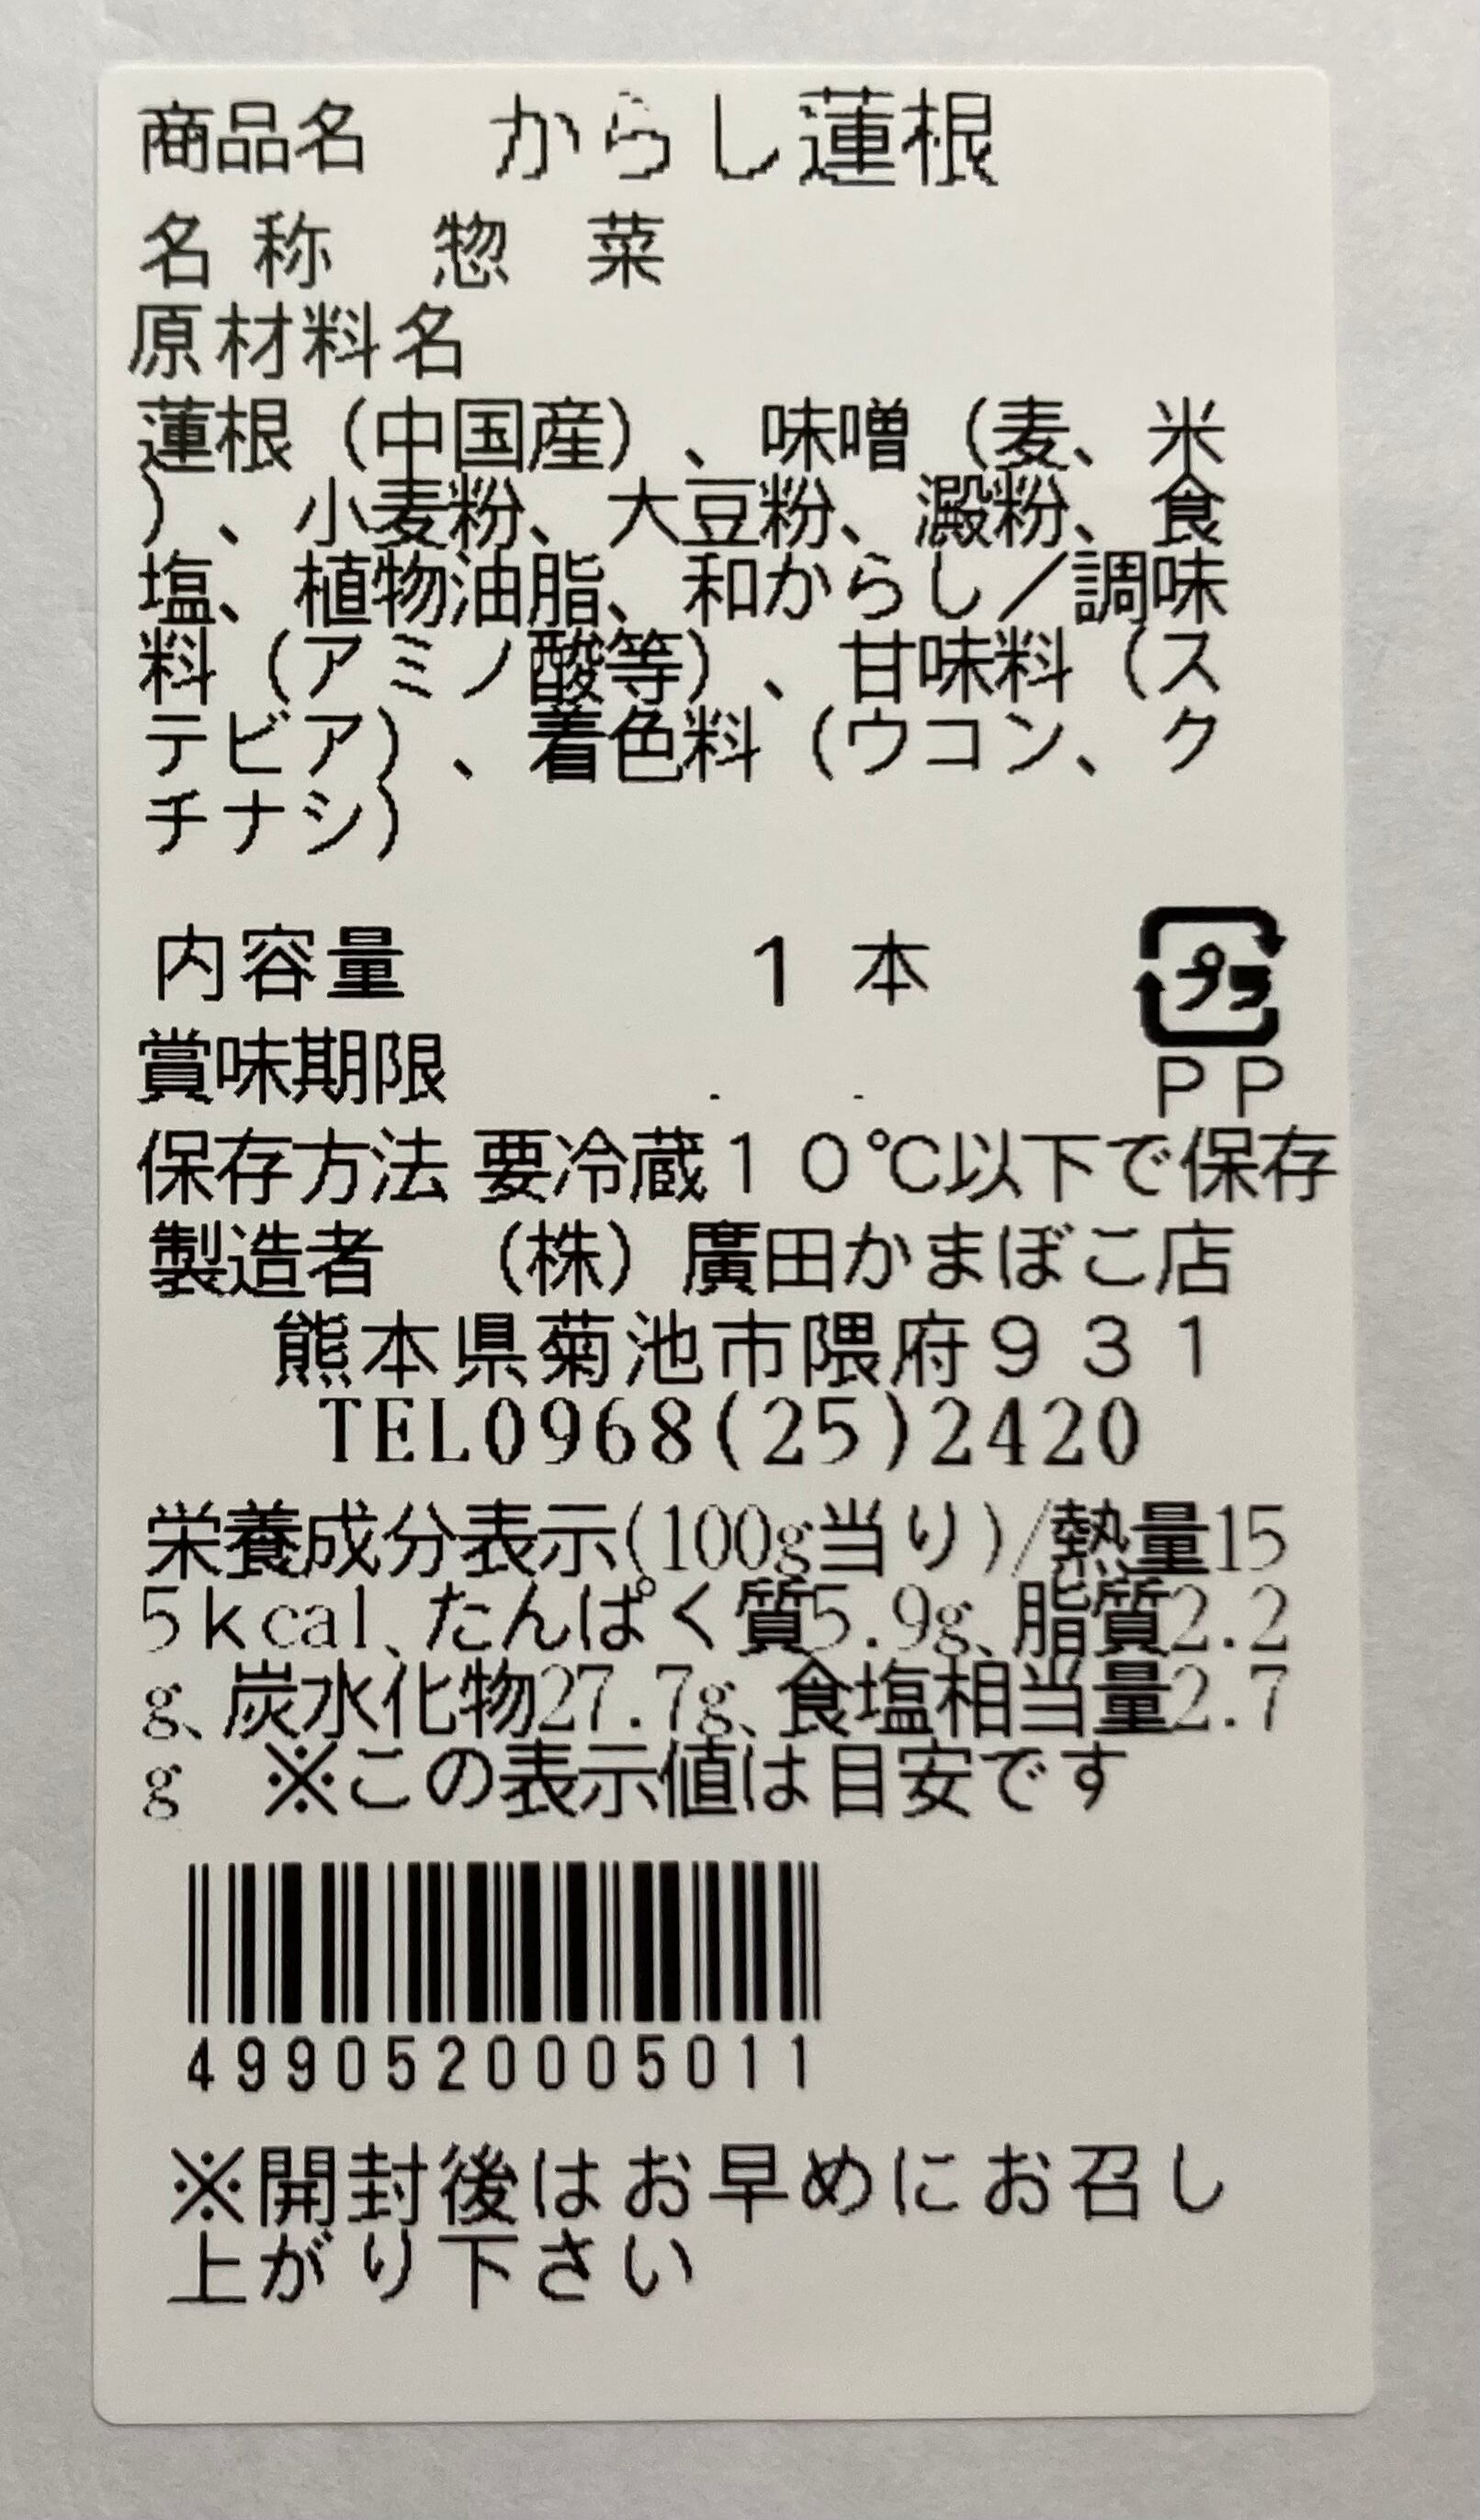 商品名　からし蓮根
名 称　惣　菜
原材料名
蓮根（中国産）、味噌（麦、米
）、小麦粉、大豆粉、澱粉、食
塩、植物油脂、和からし／調味
料（アミノ酸等）、甘味料（ス
テビア）、着色料（ウコン、ク
チナシ）
内容量　１本
プラ
賞味期限　．　．
ＰＰ
保存方法 要冷蔵１０℃以下で保存
製造者　（株）廣田かまぼこ店
熊本県菊池市隈府９３１
TEL0968(25)2420
栄養成分表示(100g当り)/熱量15
5kcal、たんぱく質5.9g、脂質2.2
g、炭水化物27.7g、食塩相当量2.7
g　※この表示値は目安です
4990520005011
※開封後はお早めにお召し
上がり下さい